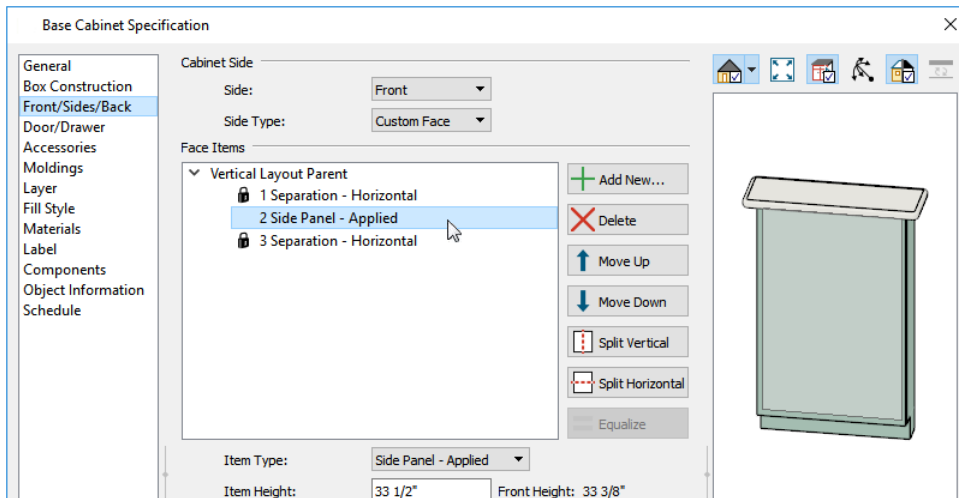 Base Cabinet Specification
General
Box Construction
Front/Sides/Back
Door/Drawer
Accessories
Moldings
Layer
Fill Style
Materials
Label
Components
Object Information
Schedule
Cabinet Side
Side: Front
Side Type: Custom Face
Face Items
Vertical Layout Parent
1 Separation - Horizontal
2 Side Panel - Applied
3 Separation - Horizontal
Add New...
Delete
Move Up
Move Down
Split Vertical
Split Horizontal
Equalize
Item Type: Side Panel - Applied
Item Height: 33 1/2" Front Height: 33 3/8"